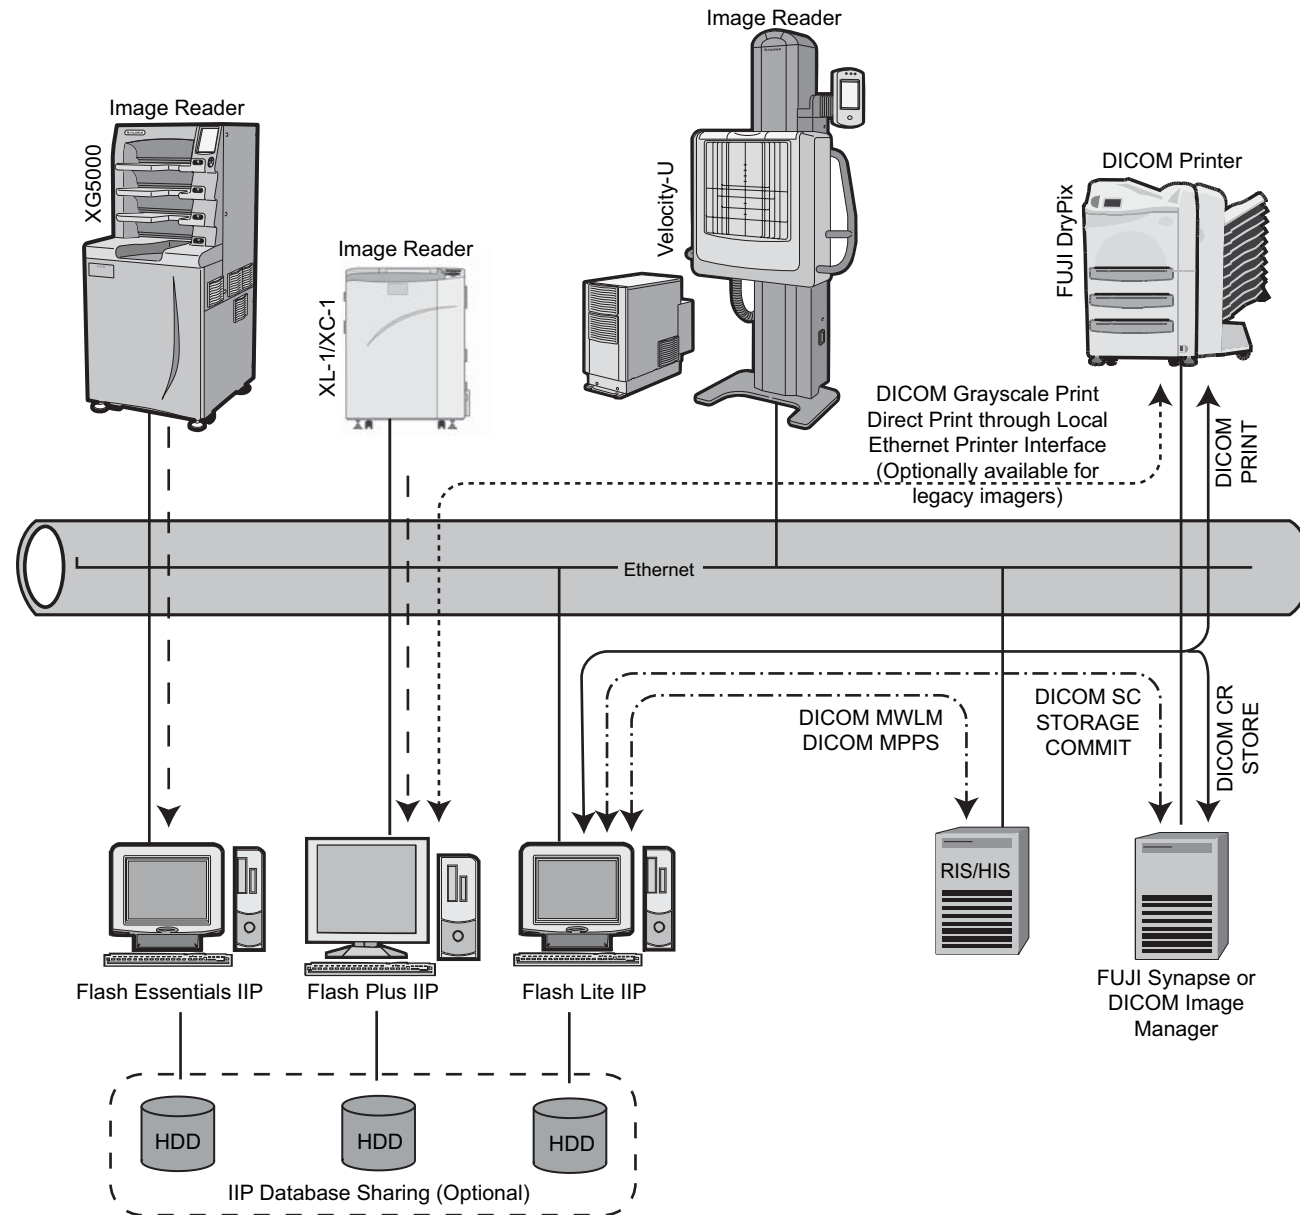 Image Reader
Image Reader
XG5000
Image Reader
XL-1/XC-1
Velocity-U
DICOM Printer
FUJI DryPix
DICOM Grayscale Print
Direct Print through Local
Ethernet Printer Interface
(Optionally available for
legacy imagers)
DICOM
PRINT
Ethernet
DICOM MWLM
DICOM MPPS
DICOM SC
STORAGE
COMMIT
DICOM CR
STORE
RIS/HIS
Flash Essentials IIP
Flash Plus IIP
Flash Lite IIP
FUJI Synapse or
DICOM Image
Manager
HDD
HDD
HDD
IIP Database Sharing (Optional)